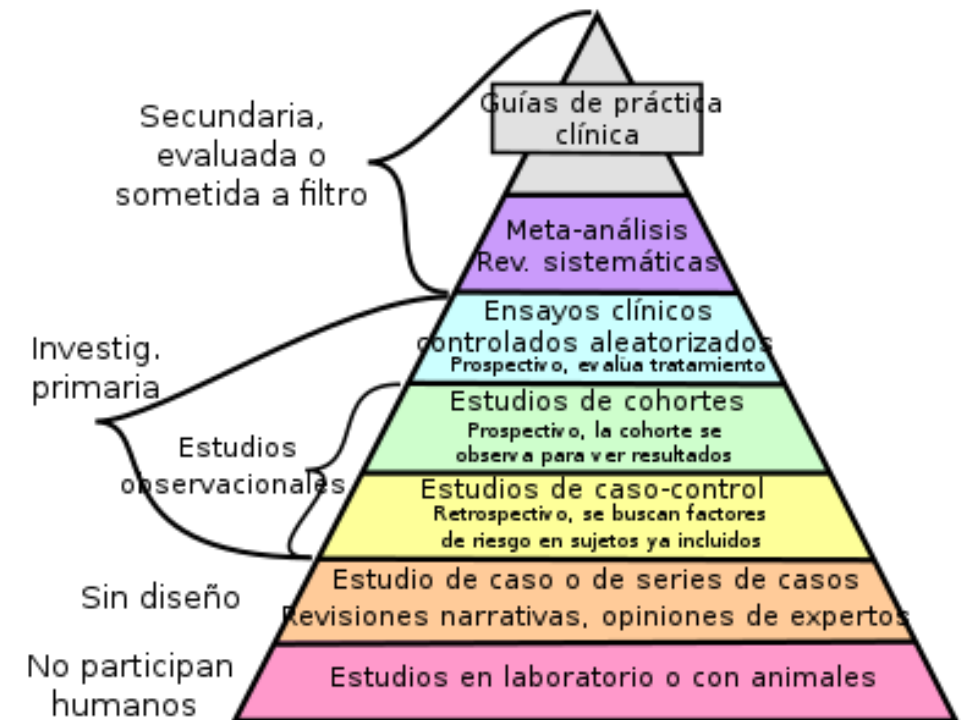 Guías de práctica
clínica
Secundaria,
evaluada o
sometida a filtro
Meta-análisis
Rev. sistemáticas
Ensayos clínicos
controlados aleatorizados
Prospectivo, evalúa tratamiento
Investig.
primaria
Estudios de cohortes
Prospectivo, la cohorte se
observa para ver resultados
Estudios
observacionales
Estudios de caso-control
Retrospectivo, se buscan factores
de riesgo en sujetos ya incluidos
Sin diseño
Estudio de caso o de series de casos
Revisiones narrativas, opiniones de expertos
No participan
humanos
Estudios en laboratorio o con animales